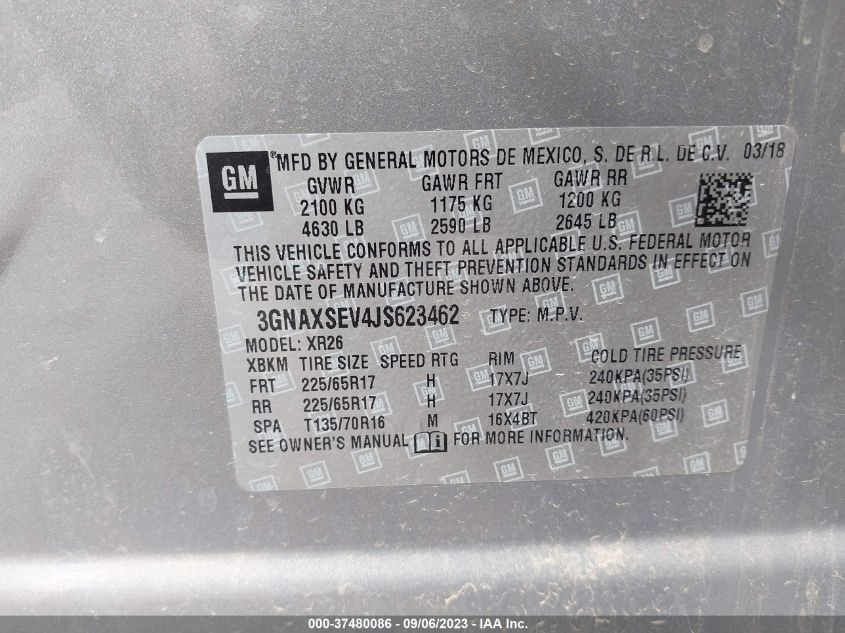 GM ®MFD BY GENERAL MOTORS DE MEXICO, S. DE R.L. DE C.V. 03/18
GVWR GAWR FRT GAWR RR
2100 KG 1175 KG 1200 KG
4630 LB 2590 LB 2645 LB
THIS VEHICLE CONFORMS TO ALL APPLICABLE U.S. FEDERAL MOTOR
VEHICLE SAFETY AND THEFT PREVENTION STANDARDS IN EFFECT ON
THE DATE OF MANUFACTURE SHOWN ABOVE.
3GNAXSEV4JS623462 TYPE: M.P.V.
MODEL: XR26
XBKM TIRE SIZE SPEED RTG RIM COLD TIRE PRESSURE
FRT 225/65R17 H 17X7J 240KPA(35PSI)
RR 225/65R17 H 17X7J 240KPA(35PSI)
SPA T135/70R16 M 16X4BT 420KPA(60PSI)
SEE OWNER'S MANUAL FOR MORE INFORMATION.
000-37480086 - 09/06/2023 - IAA Inc.